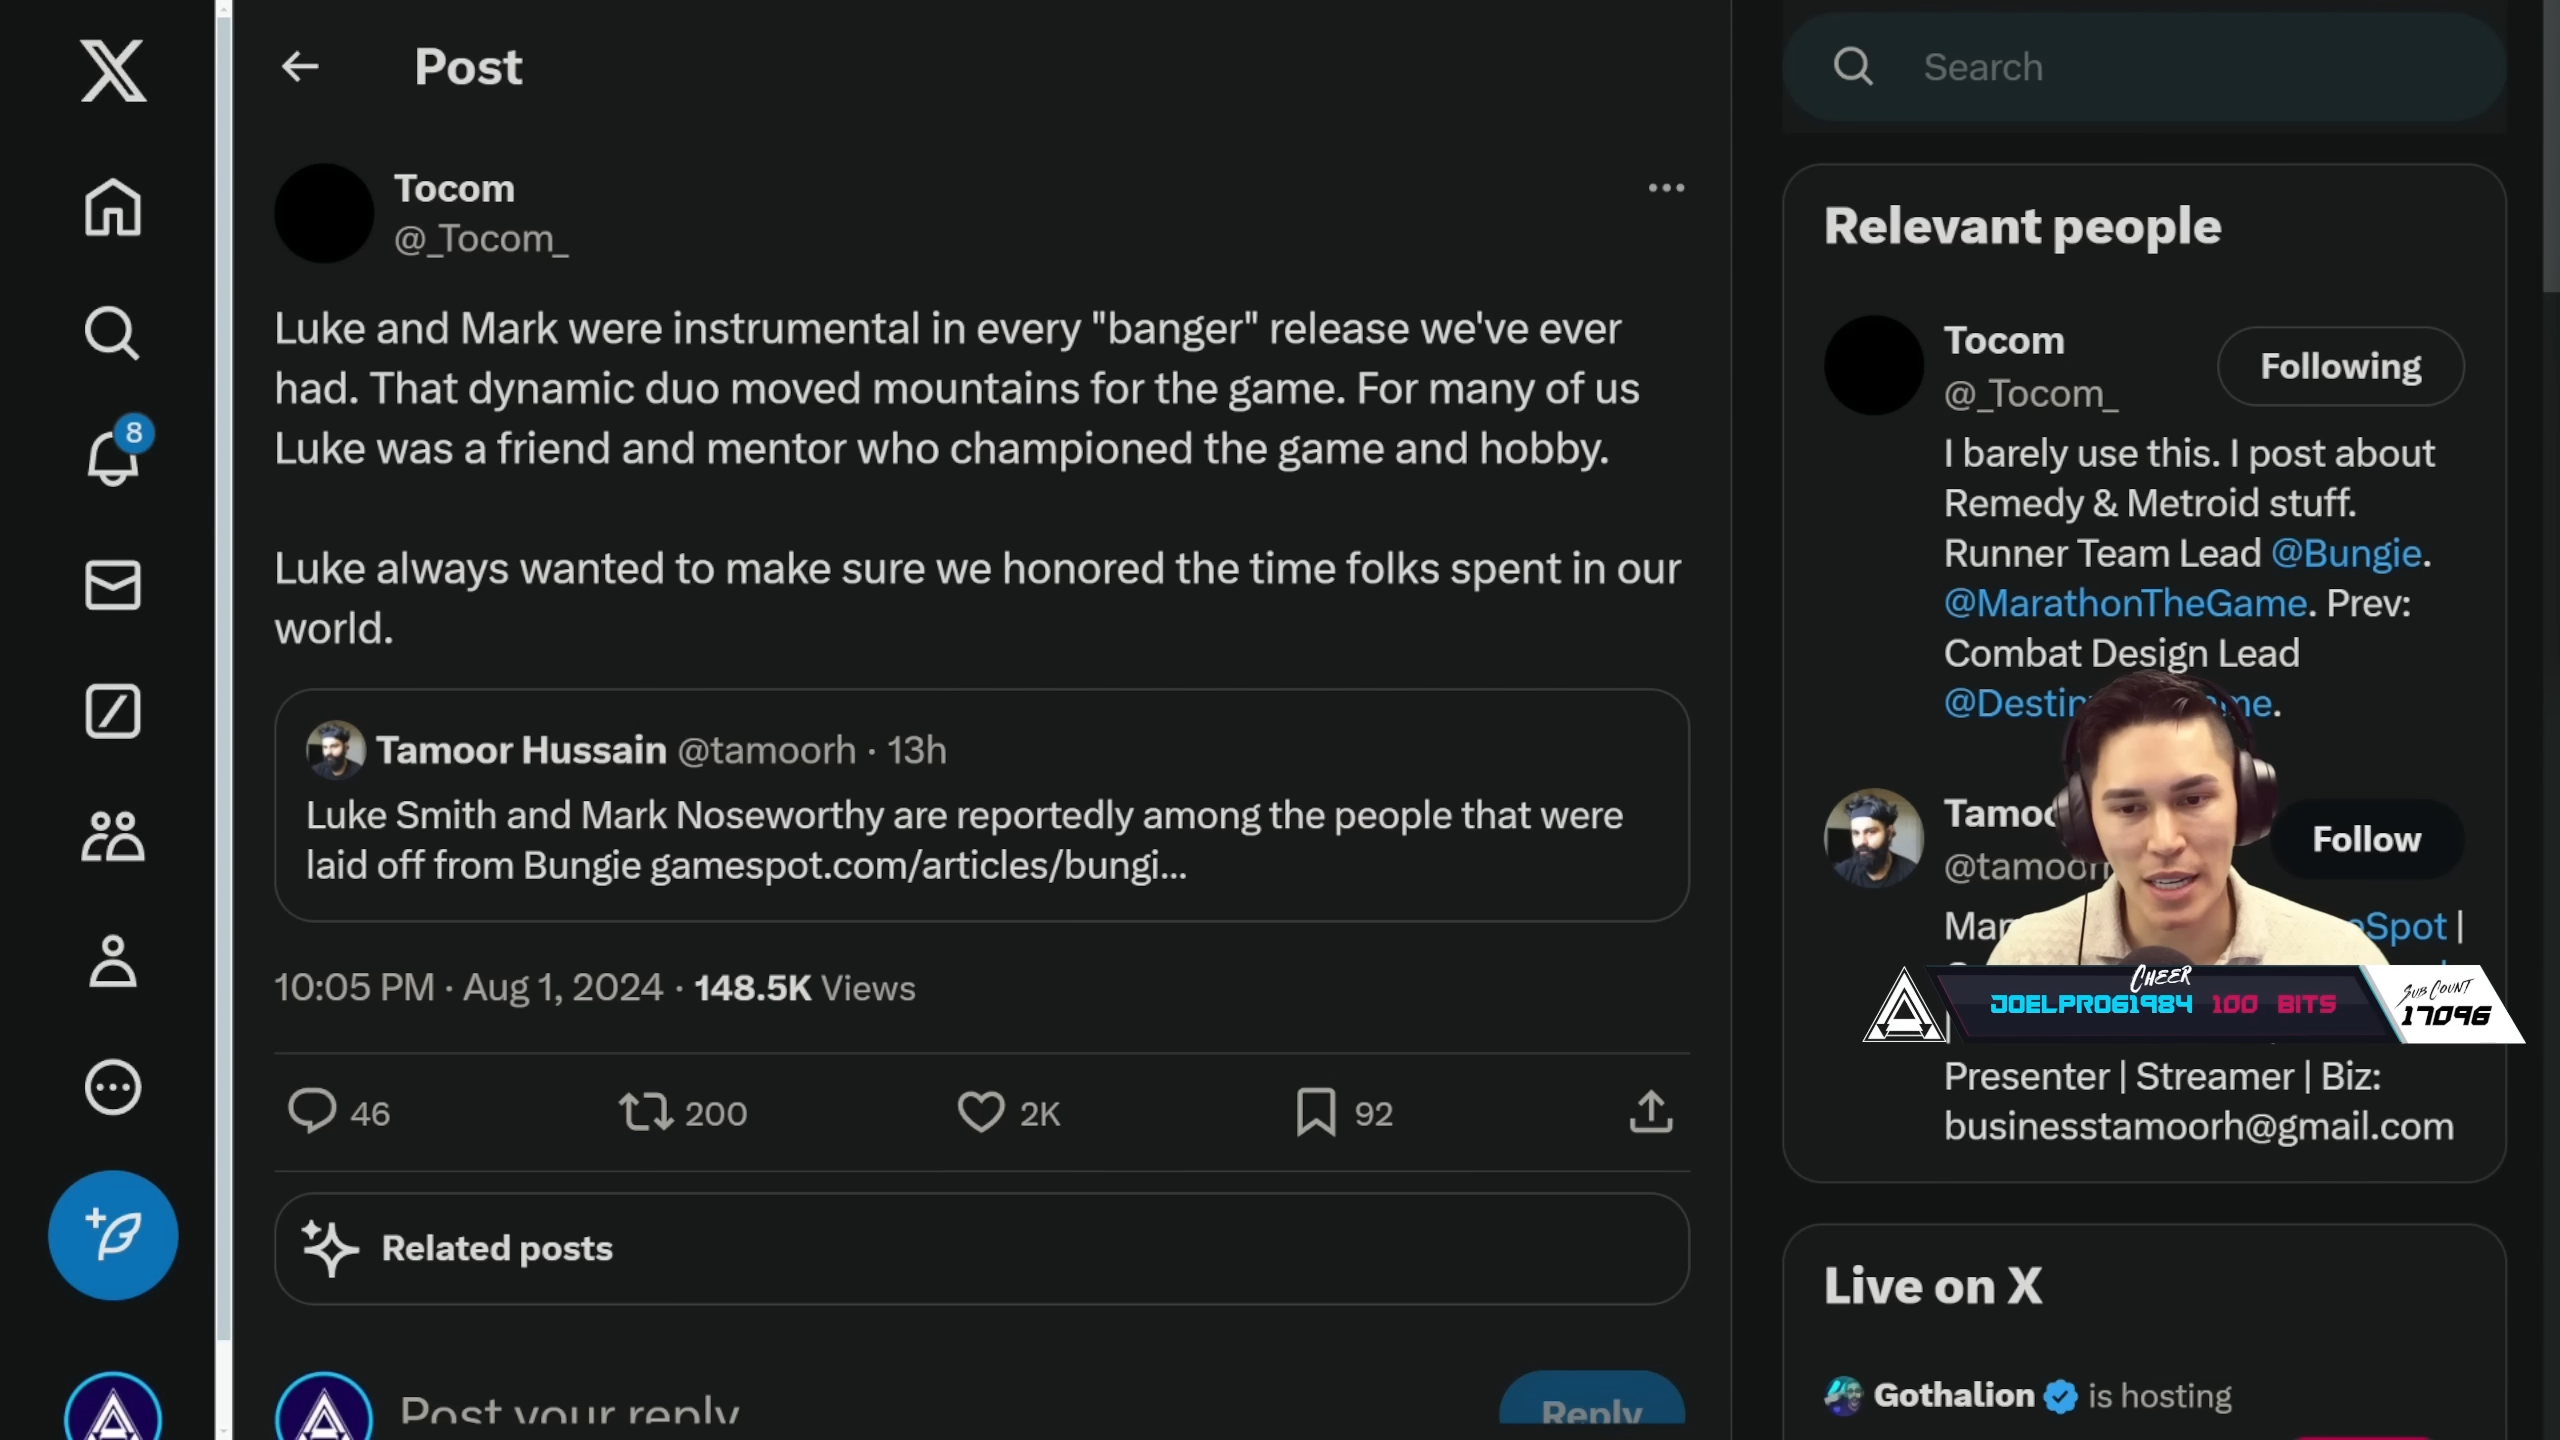 Post
Search
Tocom
@_Tocom_
Luke and Mark were instrumental in every "banger" release we've ever
had. That dynamic duo moved mountains for the game. For many of us
Luke was a friend and mentor who championed the game and hobby.
Luke always wanted to make sure we honored the time folks spent in our
world.
Tamoor Hussain @tamoorh · 13h
Luke Smith and Mark Noseworthy are reportedly among the people that were
laid off from Bungie gamespot.com/articles/bungi...
10:05 PM · Aug 1, 2024 · 148.5K Views
46 200 2K 92
Related posts
Post your reply
Reply
8
Relevant people
Tocom
@_Tocom_
Following
I barely use this. I post about
Remedy & Metroid stuff.
Runner Team Lead @Bungie.
@MarathonTheGame. Prev:
Combat Design Lead
Follow
Presenter | Streamer | Biz:
businesstamoorh@gmail.com
CHEER
JOELPRO61984 100 BITS
SUB COUNT
17096
Live on X
Gothalion is hosting